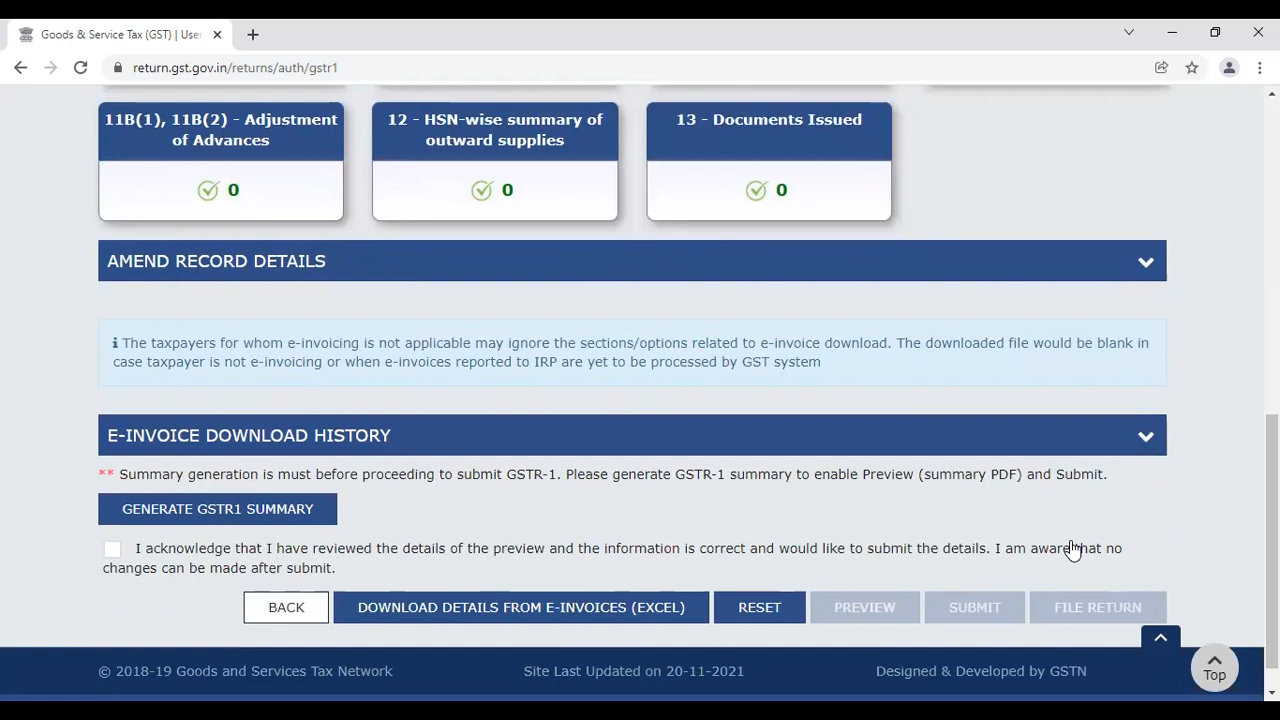 Goods & Service Tax (GST) | User
return.gst.gov.in/returns/auth/gstr1
11B(1), 11B(2) - Adjustment
of Advances
0
12 - HSN-wise summary of
outward supplies
0
13 - Documents Issued
0
AMEND RECORD DETAILS
The taxpayers for whom e-invoicing is not applicable may ignore the sections/options related to e-invoice download. The downloaded file would be blank in
case taxpayer is not e-invoicing or when e-invoices reported to IRP are yet to be processed by GST system
E-INVOICE DOWNLOAD HISTORY
** Summary generation is must before proceeding to submit GSTR-1. Please generate GSTR-1 summary to enable Preview (summary PDF) and Submit.
GENERATE GSTR1 SUMMARY
I acknowledge that I have reviewed the details of the preview and the information is correct and would like to submit the details. I am aware that no
changes can be made after submit.
BACK
DOWNLOAD DETAILS FROM E-INVOICES (EXCEL)
RESET
PREVIEW
SUBMIT
FILE RETURN
© 2018-19 Goods and Services Tax Network
Site Last Updated on 20-11-2021
Designed & Developed by GSTN
Top